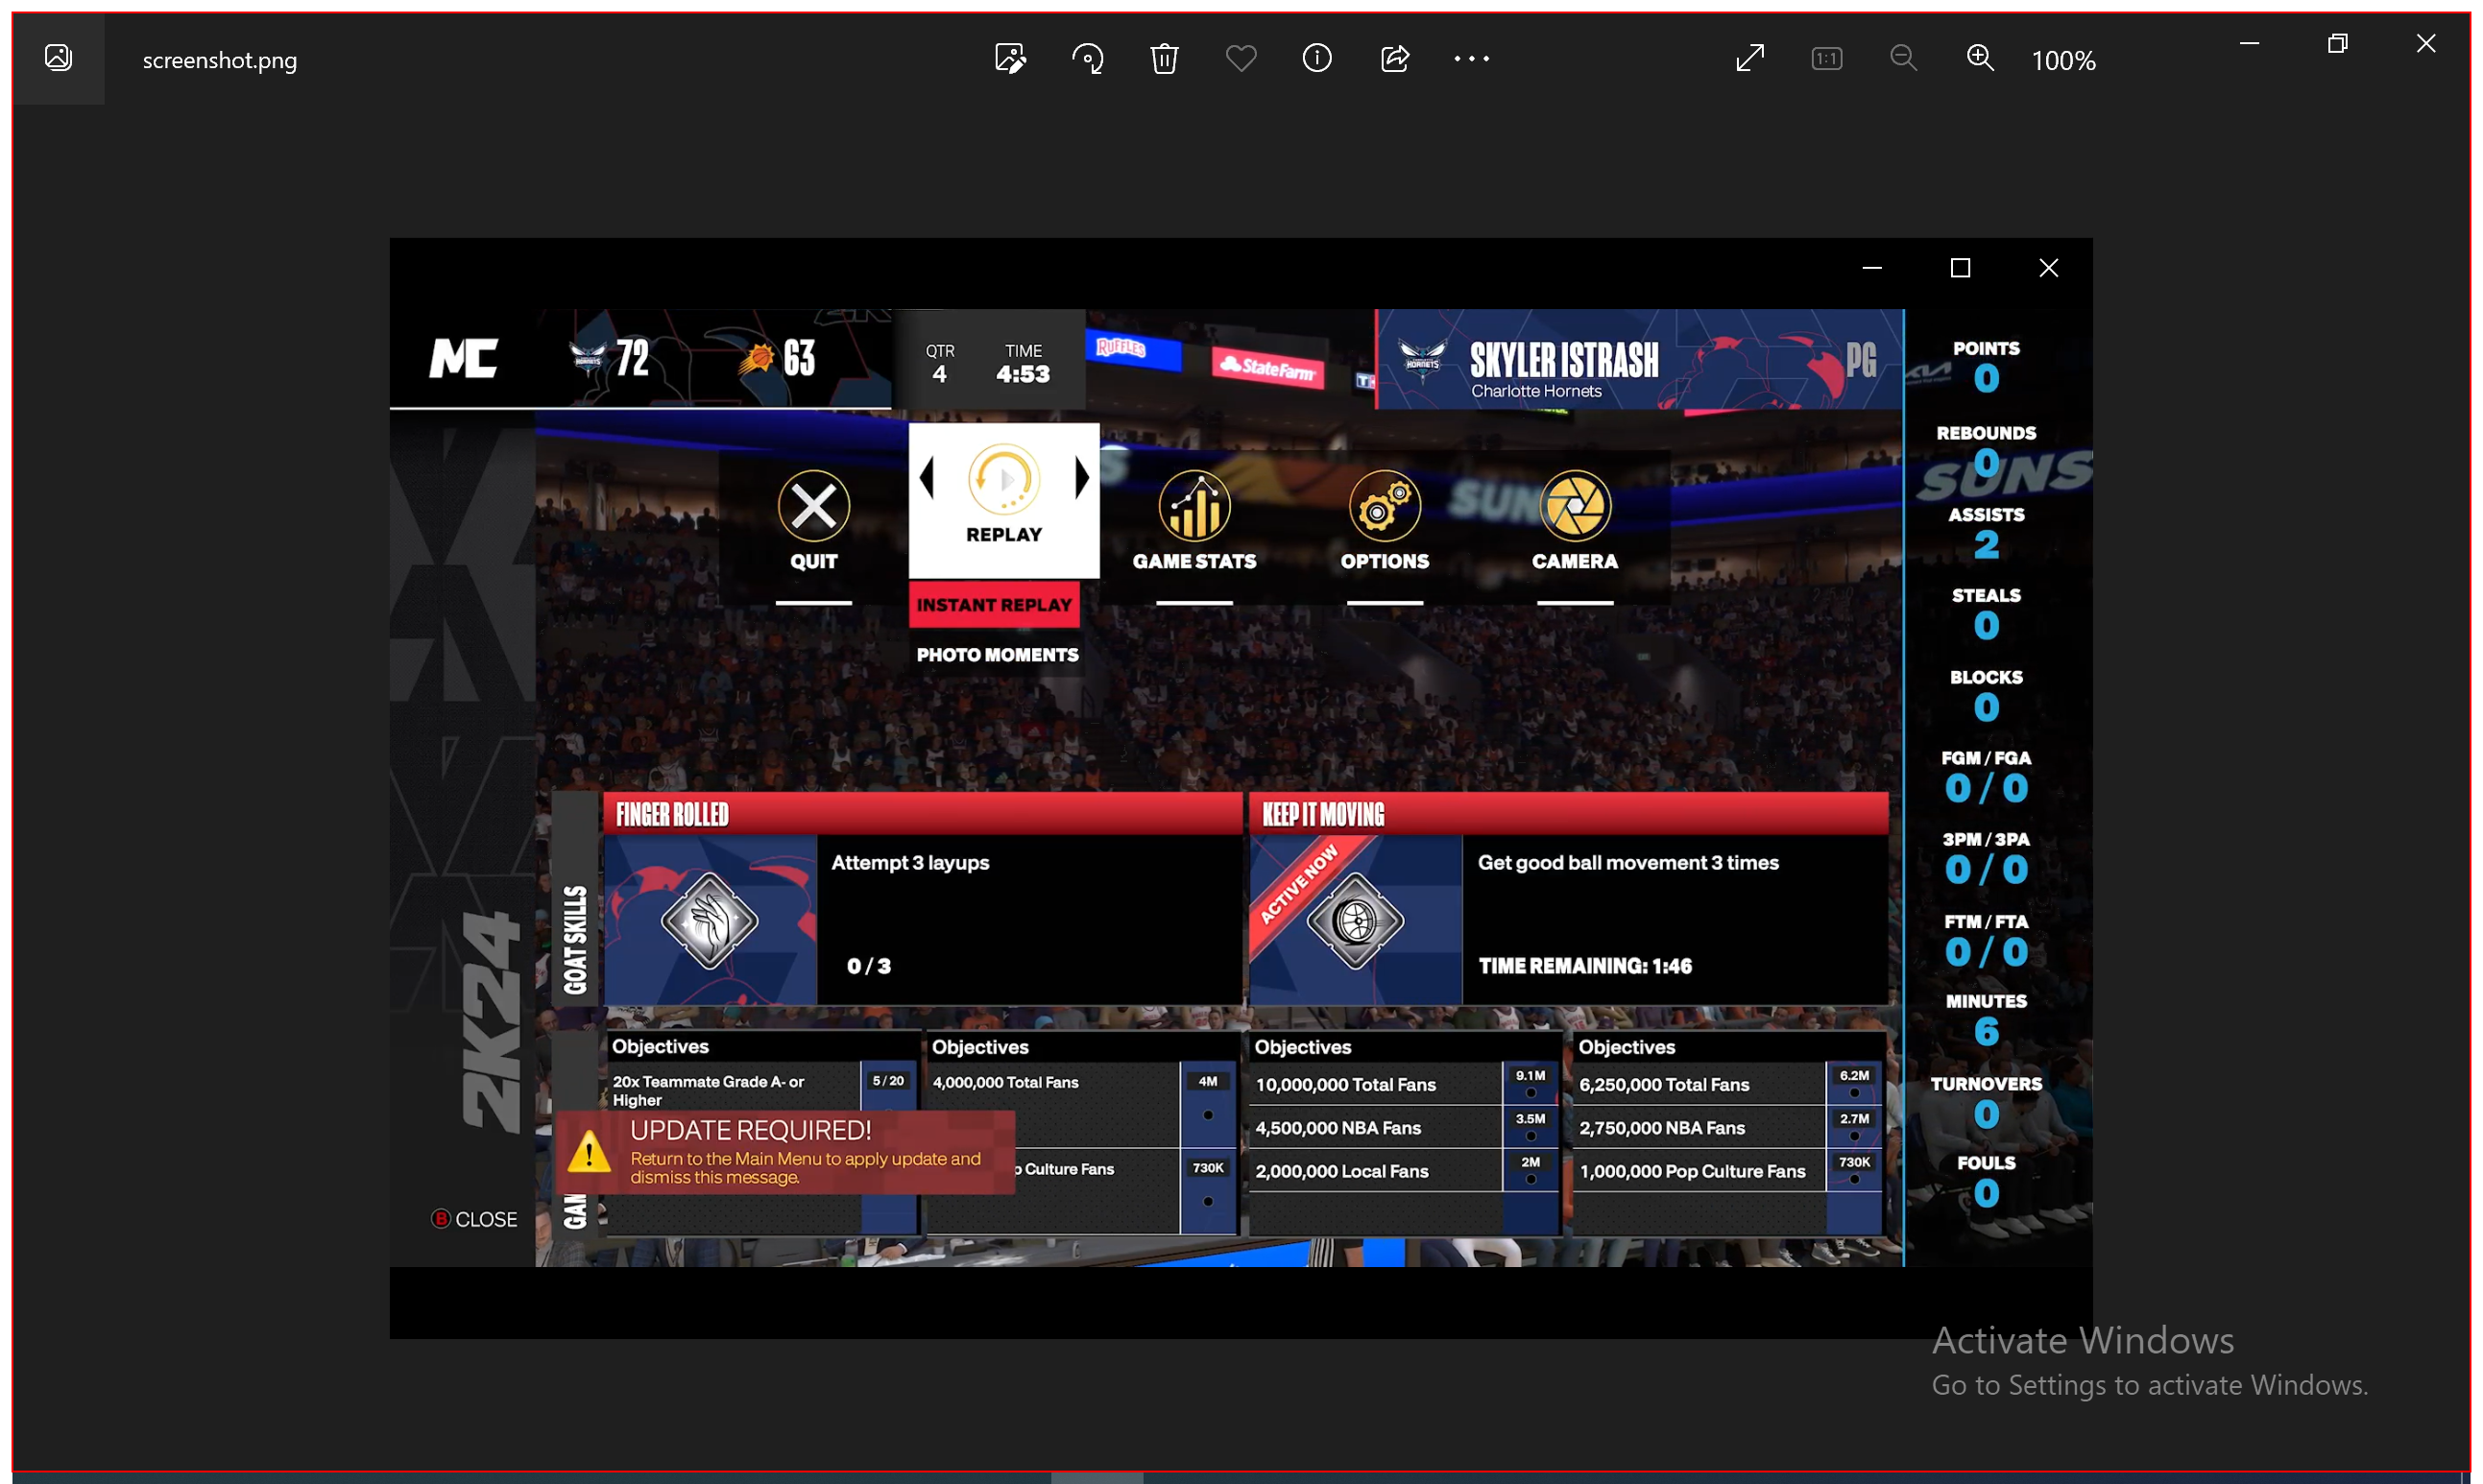 screenshot.png
1:1
100%
MC
72
63
QTR
4
TIME
4:53
RUFFLES
StateFarm
HORNETS
SKYLER ISTRASH
Charlotte Hornets
PG
QUIT
REPLAY
GAME STATS
OPTIONS
CAMERA
INSTANT REPLAY
PHOTO MOMENTS
SUNS
POINTS
0
REBOUNDS
0
ASSISTS
2
STEALS
0
BLOCKS
0
FGM / FGA
0 / 0
3PM / 3PA
0 / 0
FTM / FTA
0 / 0
MINUTES
6
TURNOVERS
0
FOULS
0
GOAT SKILLS
FINGER ROLLED
Attempt 3 layups
0 / 3
KEEP IT MOVING
ACTIVE NOW
Get good ball movement 3 times
TIME REMAINING: 1:46
2K24
Objectives
20x Teammate Grade A- or
Higher
5 / 20
Objectives
4,000,000 Total Fans
4M
Culture Fans
730K
Objectives
10,000,000 Total Fans
9.1M
4,500,000 NBA Fans
3.5M
2,000,000 Local Fans
2M
Objectives
6,250,000 Total Fans
6.2M
2,750,000 NBA Fans
2.7M
1,000,000 Pop Culture Fans
730K
UPDATE REQUIRED!
Return to the Main Menu to apply update and
dismiss this message.
B CLOSE
Activate Windows
Go to Settings to activate Windows.